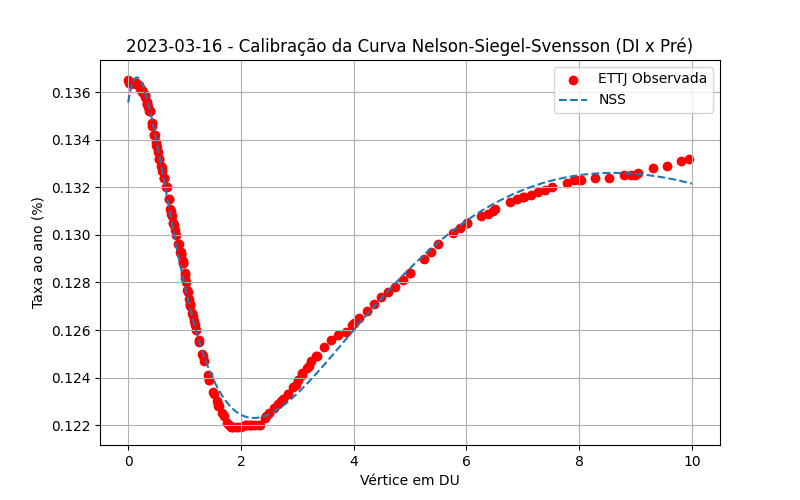 2023-03-16 - Calibração da Curva Nelson-Siegel-Svensson (DI x Pré)
ETTJ Observada
NSS
Taxa ao ano (%)
0.136
0.134
0.132
0.130
0.128
0.126
0.124
0.122
0 2 4 6 8 10
Vértice em DU